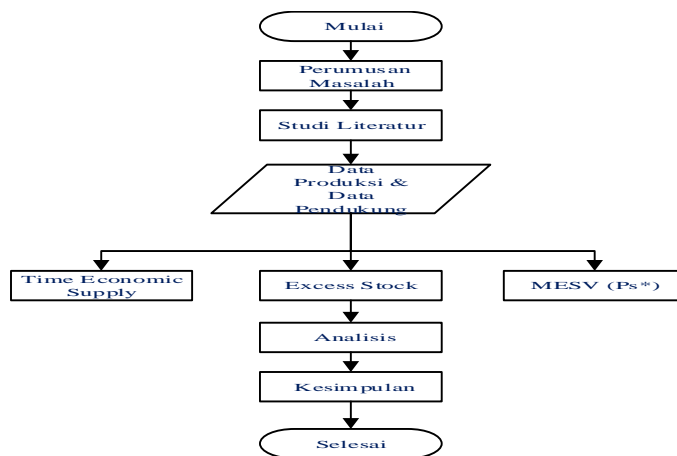 Mulai
Perumusan
Masalah
Studi Literatur
Data
Produksi &
Data
Pendukung
Time Economic
Supply
Excess Stock
MESV (Ps*)
Analisis
Kesimpulan
Selesai